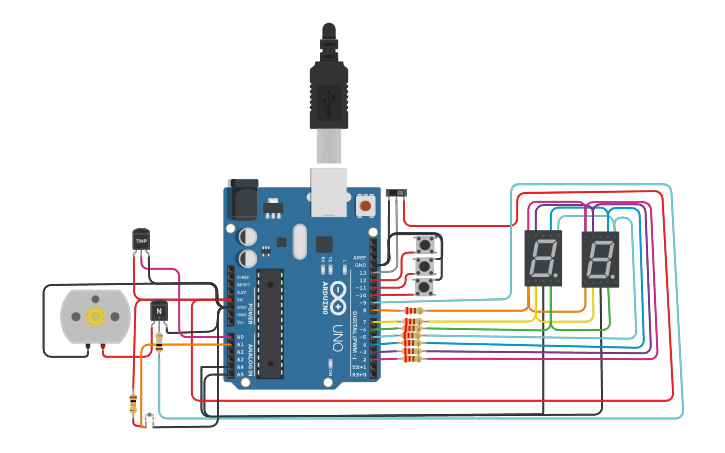 TMP
N
IOREF
RESET
3.3V
5V
GND
GND
Vin
POWER
A0
A1
A2
A3
A4
A5
ANALOG IN
L
TX
RX
ARDUINO
UNO
ON
AREF
GND
13
12
~11
~10
~9
8
7
~6
~5
4
~3
2
TX→1
RX←0
DIGITAL (PWM~)